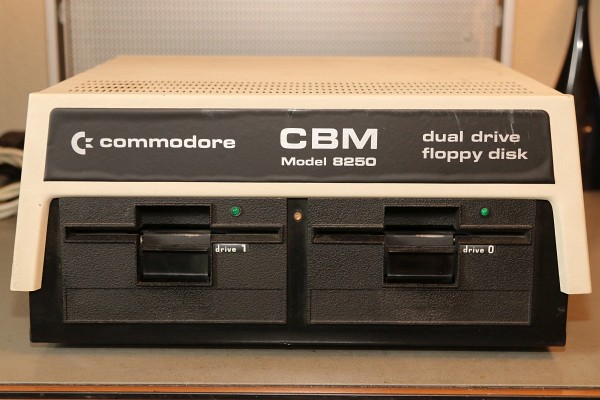 commodore
CBM
Model 8250
dual drive
floppy disk
drive 1
drive 0